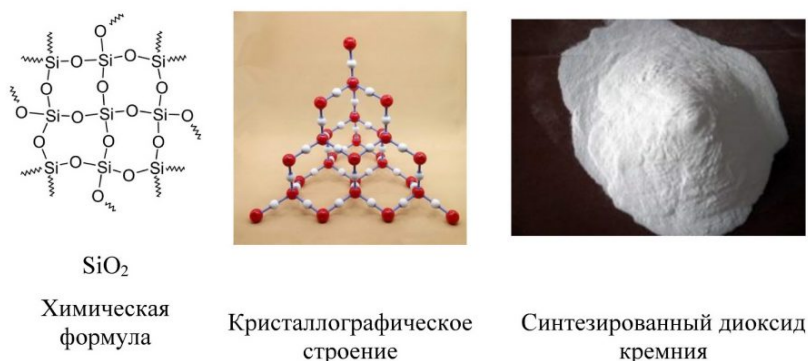 O
Si-O-Si-O-Si
O O O
O-Si-O-Si-O-Si-O
O O O
Si-O-Si-O-Si
O
SiO₂
Химическая
формула
Кристаллографическое
строение
Синтезированный диоксид
кремния